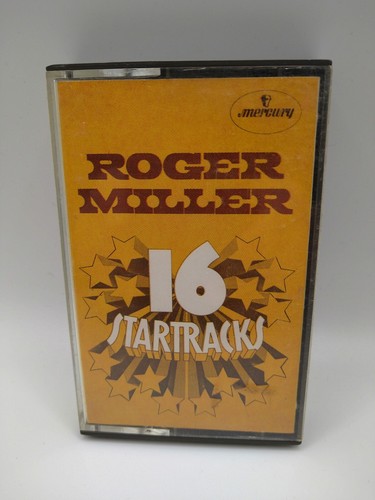 mercury
ROGER
MILLER
16
STARTRACKS